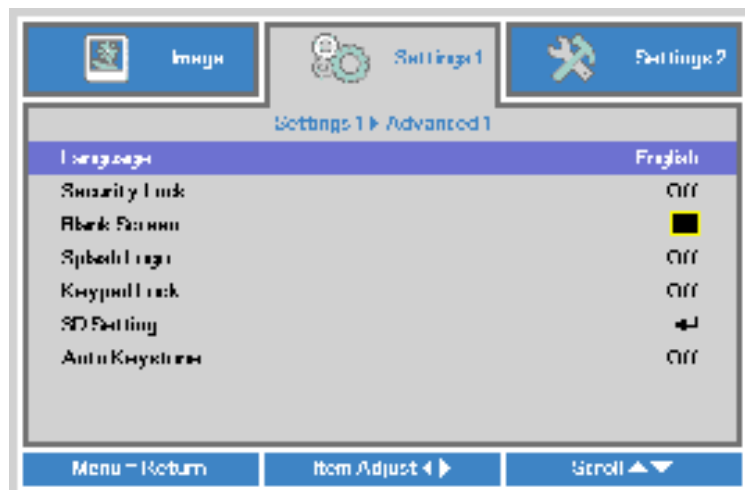 Image Settings 1 Settings 2
Settings 1 Advanced 1
Language English
Security Lock Off
Blank Screen
Splash Logo Off
Keypad Lock Off
3D Setting
Auto Keystone Off
Menu = Return Item Adjust Scroll